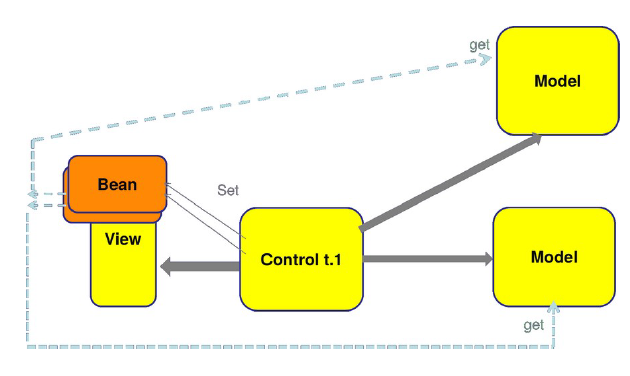 get
Model
Bean
Set
View
Control t.1
Model
get